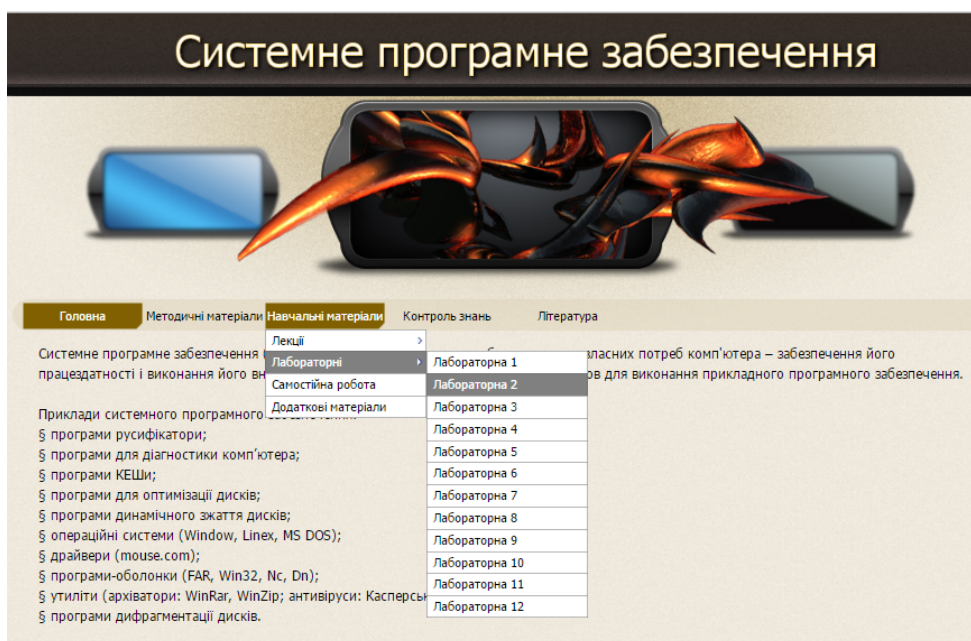 Системне програмне забезпечення
Головна Методичні матеріали Навчальні матеріали Контроль знань Література
Лекції
Лабораторні
Самостійна робота
Додаткові матеріали
Лабораторна 1
Лабораторна 2
Лабораторна 3
Лабораторна 4
Лабораторна 5
Лабораторна 6
Лабораторна 7
Лабораторна 8
Лабораторна 9
Лабораторна 10
Лабораторна 11
Лабораторна 12
Системне програмне забезпечення власних потреб комп'ютера – забезпечення його
працездатності і виконання його для виконання прикладного програмного забезпечення.
Приклади системного програмного
§ програми русифікатори;
§ програми для діагностики комп'ютера;
§ програми КЕШи;
§ програми для оптимізації дисків;
§ програми динамічного зжаття дисків;
§ операційні системи (Window, Linex, MS DOS);
§ драйвери (mouse.com);
§ програми-оболонки (FAR, Win32, Nc, Dn);
§ утиліти (архіватори: WinRar, WinZip; антивіруси:
§ програми дифрагментації дисків.